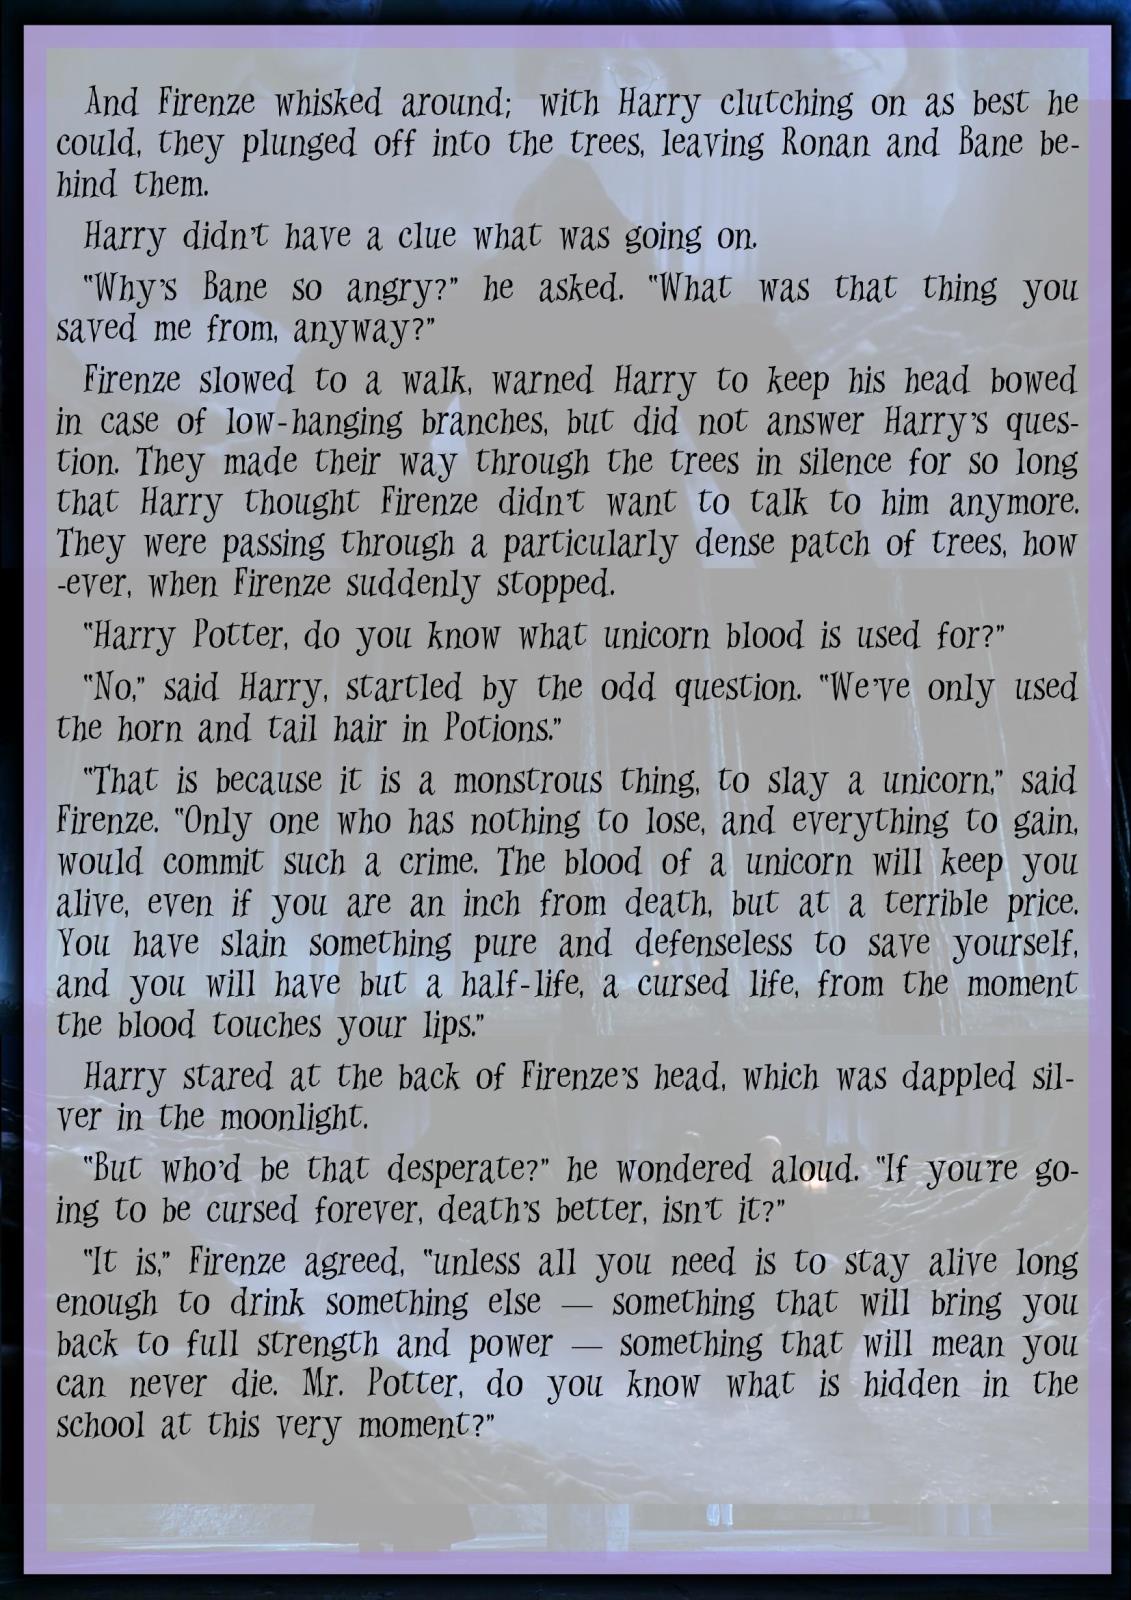 And Firenze whisked around; with Harry clutching on as best he
could, they plunged off into the trees, leaving Ronan and Bane be-
hind them.
Harry didn't have a clue what was going on.
"Why's Bane so angry?" he asked. "What was that thing you
saved me from, anyway?"
Firenze slowed to a walk, warned Harry to keep his head bowed
in case of low-hanging branches, but did not answer Harry's ques-
tion. They made their way through the trees in silence for so long
that Harry thought Firenze didn't want to talk to him anymore.
They were passing through a particularly dense patch of trees, how
-ever, when Firenze suddenly stopped.
"Harry Potter, do you know what unicorn blood is used for?"
"No," said Harry, startled by the odd question. "We've only used
the horn and tail hair in Potions."
"That is because it is a monstrous thing, to slay a unicorn," said
Firenze. "Only one who has nothing to lose, and everything to gain,
would commit such a crime. The blood of a unicorn will keep you
alive, even if you are an inch from death, but at a terrible price.
You have slain something pure and defenseless to save yourself,
and you will have but a half-life, a cursed life, from the moment
the blood touches your lips."
Harry stared at the back of Firenze's head, which was dappled sil-
ver in the moonlight.
"But who'd be that desperate?" he wondered aloud. "If you're go-
ing to be cursed forever, death's better, isn't it?"
"It is," Firenze agreed, "unless all you need is to stay alive long
enough to drink something else — something that will bring you
back to full strength and power — something that will mean you
can never die. Mr. Potter, do you know what is hidden in the
school at this very moment?"